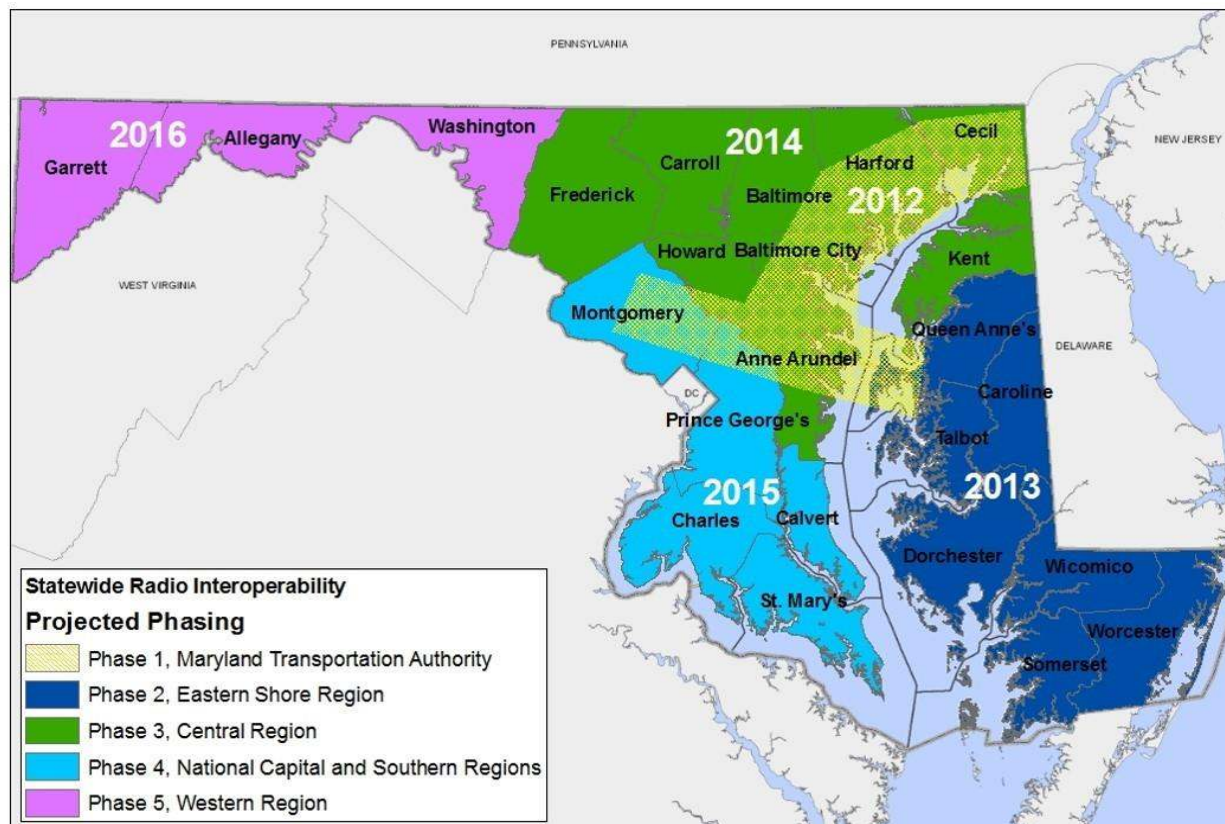 PENNSYLVANIA
NEW JERSEY
2016
Garrett
Allegany
Washington
2014
Cecil
Carroll
Harford
Frederick
Baltimore
2012
Howard
Baltimore City
Kent
WEST VIRGINIA
Montgomery
Queen Anne's
Anne Arundel
DELAWARE
DC
Caroline
Prince George's
Talbot
2015
2013
Charles
Calvert
Dorchester
Wicomico
St. Mary's
Worcester
Somerset
Statewide Radio Interoperability
Projected Phasing
Phase 1, Maryland Transportation Authority
Phase 2, Eastern Shore Region
Phase 3, Central Region
Phase 4, National Capital and Southern Regions
Phase 5, Western Region